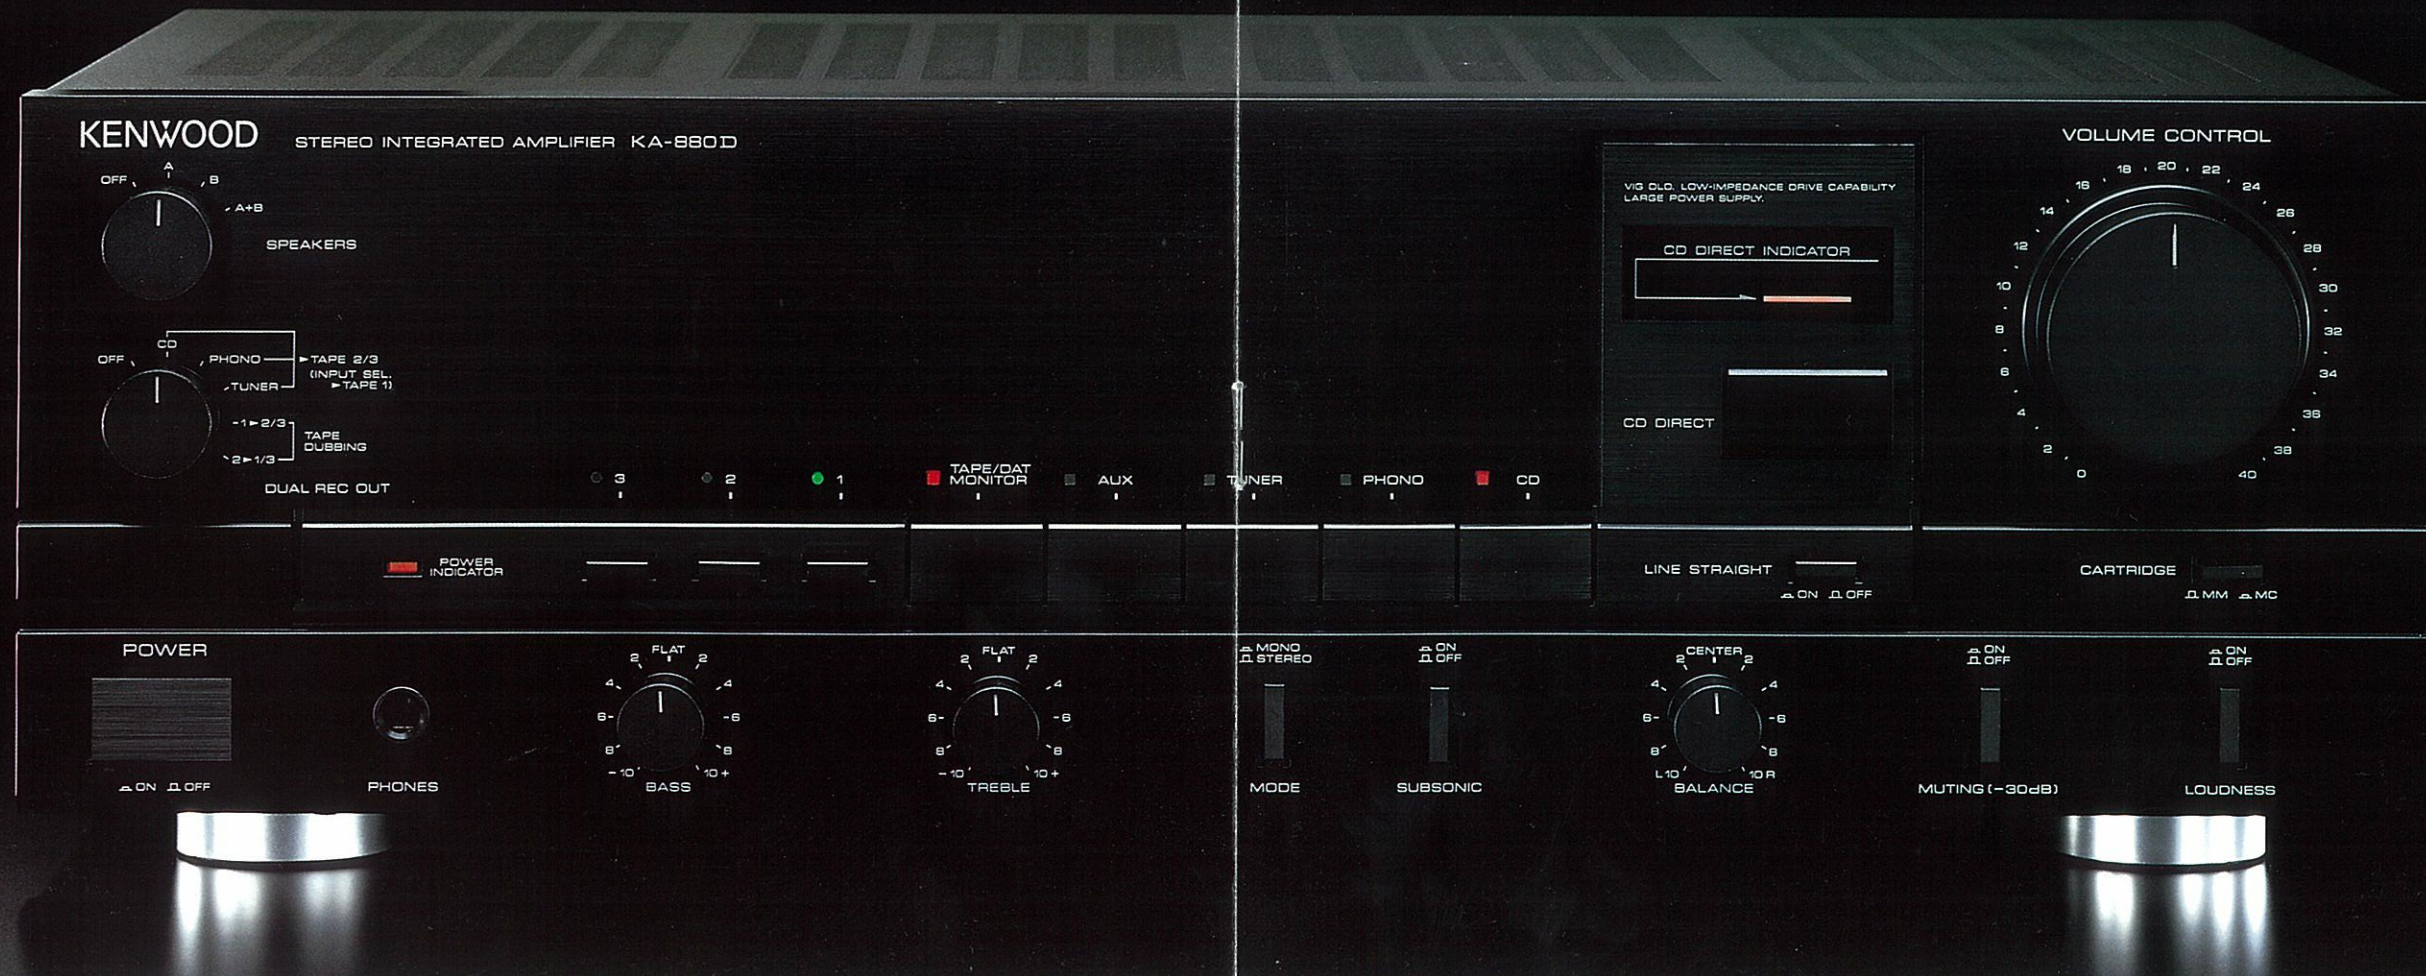 KENWOOD STEREO INTEGRATED AMPLIFIER KA-880D
OFF A B A+B
SPEAKERS
OFF CD PHONO TUNER
►TAPE 2/3
(INPUT SEL.
►TAPE 1)
-1►2/3
2►1/3
TAPE
DUBBING
DUAL REC OUT
3 2 1
TAPE/DAT
MONITOR
AUX TUNER PHONO CD
VIG DLD. LOW-IMPEDANCE DRIVE CAPABILITY
LARGE POWER SUPPLY.
CD DIRECT INDICATOR
CD DIRECT
VOLUME CONTROL
0 2 4 6 8 10 12 14 16 18 20 22 24 26 28 30 32 34 36 38 40
POWER
INDICATOR
LINE STRAIGHT
ON OFF
CARTRIDGE
MM MC
POWER
ON OFF
PHONES
FLAT
2 2
4 4
6- -6
8 8
-10 10+
BASS
FLAT
2 2
4 4
6- -6
8 8
-10 10+
TREBLE
MONO
STEREO
MODE
ON
OFF
SUBSONIC
CENTER
2 2
4 4
6- -6
8 8
L10 10R
BALANCE
ON
OFF
MUTING (-30dB)
ON
OFF
LOUDNESS